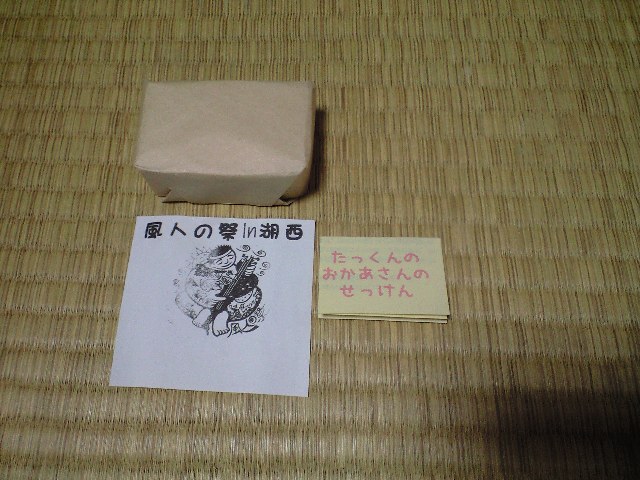 風人の祭in湖西
たっくんの
おかあさんの
せっけん